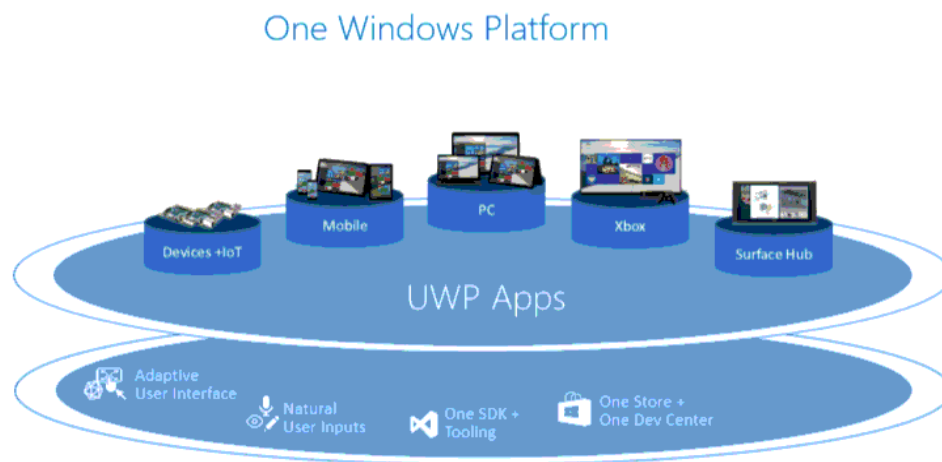 One Windows Platform
Devices +IoT
Mobile
PC
Xbox
Surface Hub
UWP Apps
Adaptive
User Interface
Natural
User Inputs
One SDK +
Tooling
One Store +
One Dev Center